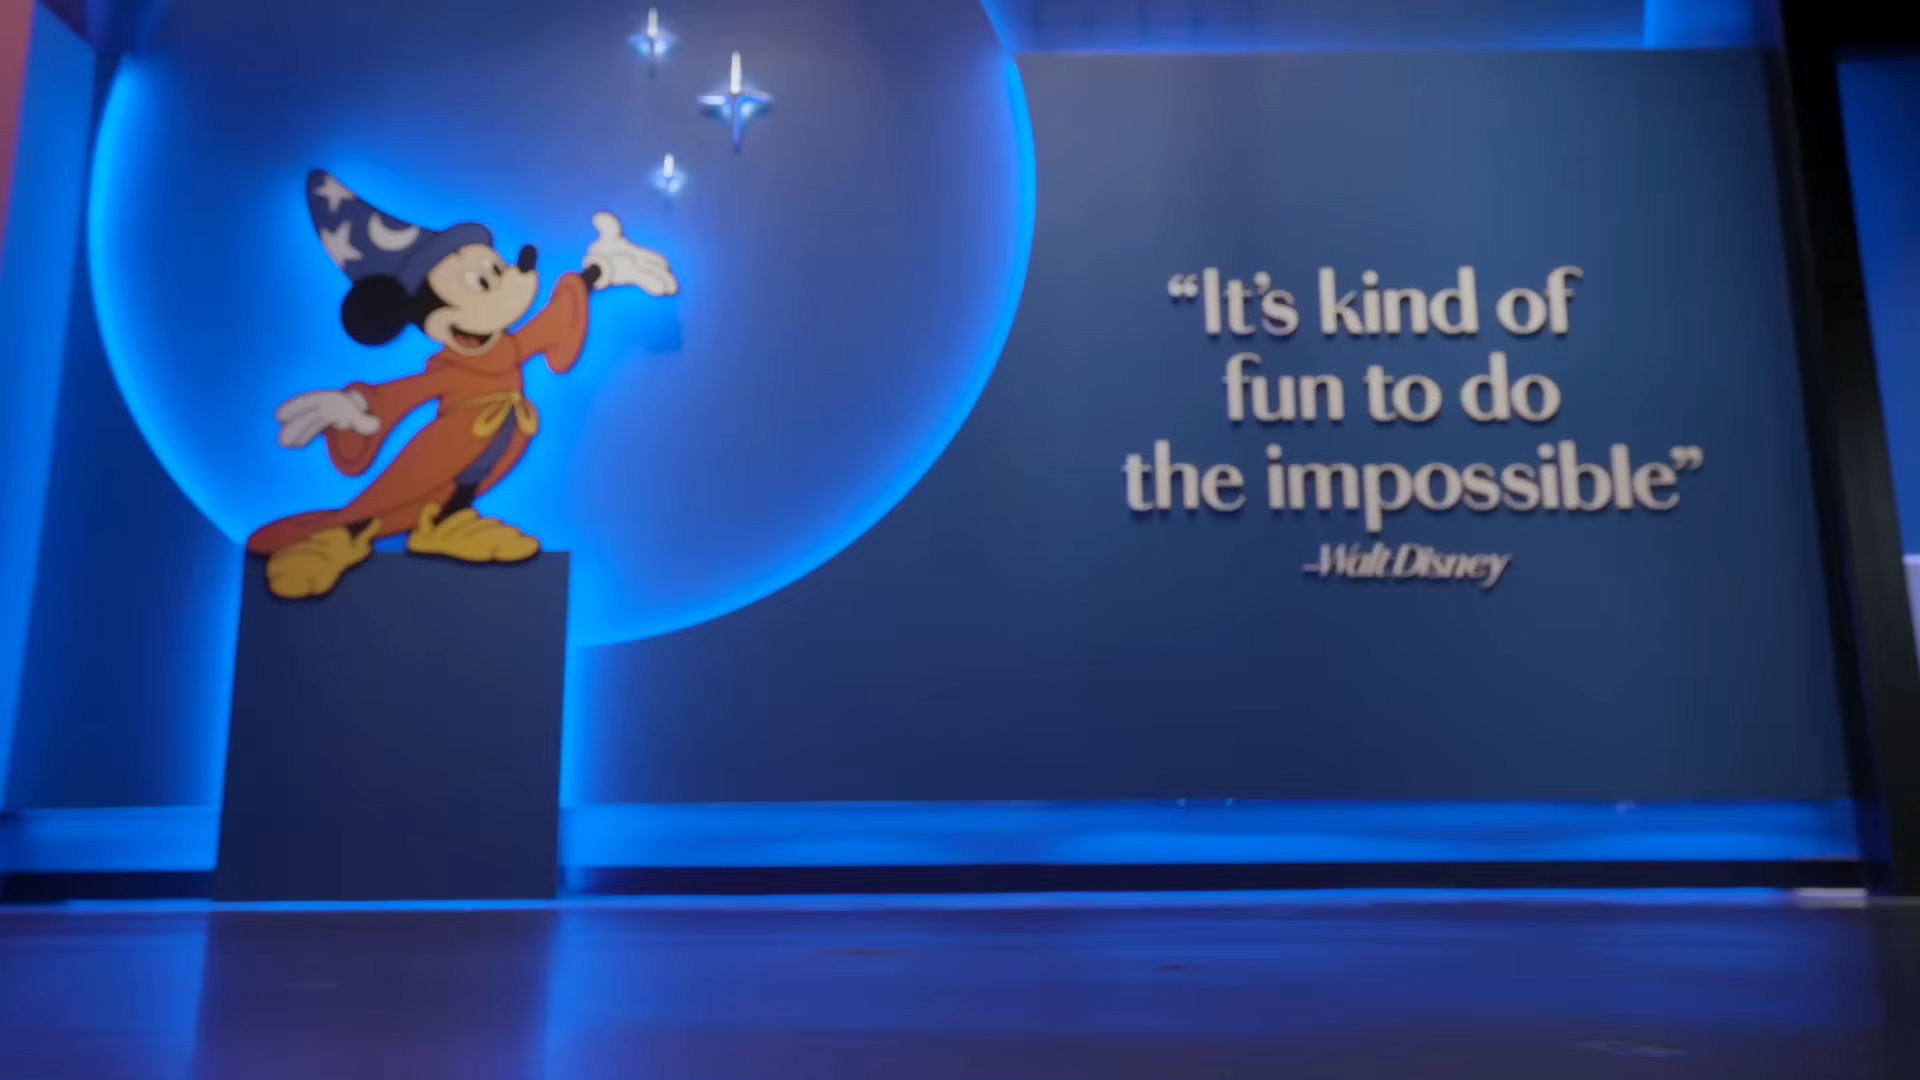 “It’s kind of
fun to do
the impossible”
-Walt Disney